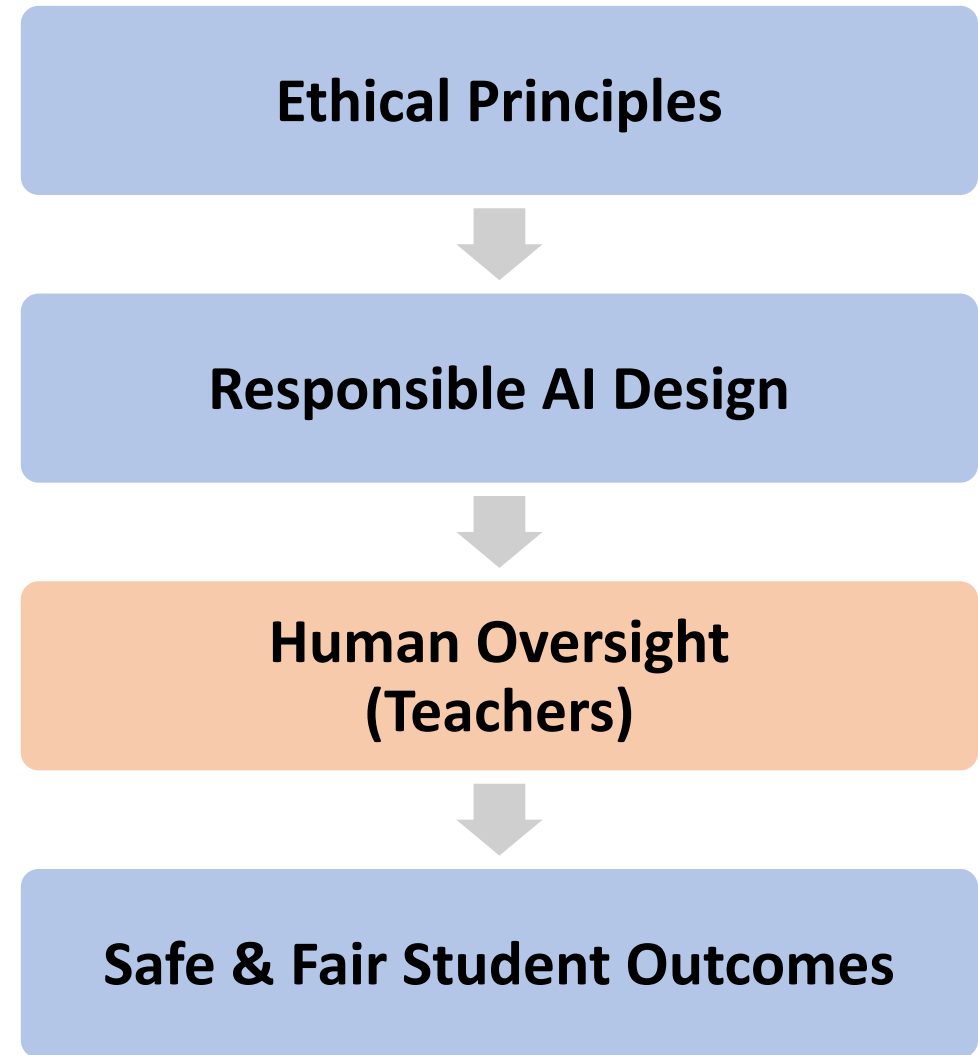 Ethical Principles
Responsible AI Design
Human Oversight
(Teachers)
Safe & Fair Student Outcomes